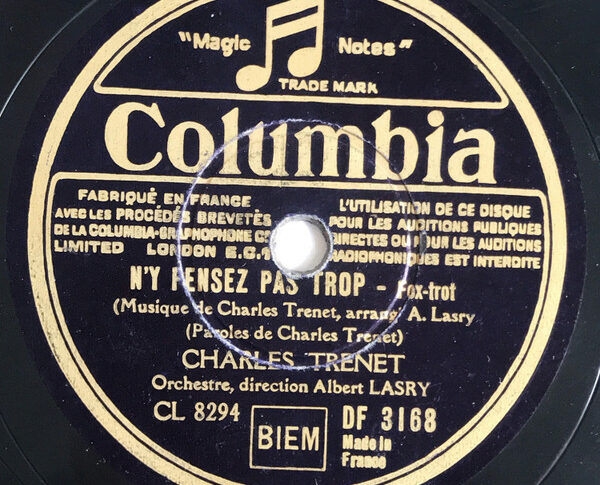 "Magic Notes"
TRADE MARK
Columbia
FABRIQUÉ EN FRANCE
AVEC LES PROCÉDÉS BREVETÉS
DE LA COLUMBIA-GRAPHOPHONE Cº
LIMITED LONDON E.C.1
L'UTILISATION DE CE DISQUE
POUR LES AUDITIONS PUBLIQUES
DIRECTES OU POUR LES AUDITIONS
RADIOPHONIQUES EST INTERDITE
N'Y PENSEZ PAS TROP - Fox-trot
(Musique de Charles Trenet, arrangt A. Lasry
(Paroles de Charles Trenet)
CHARLES TRENET
Orchestre, direction Albert LASRY
CL 8294
BIEM
DF 3168
Made in
France